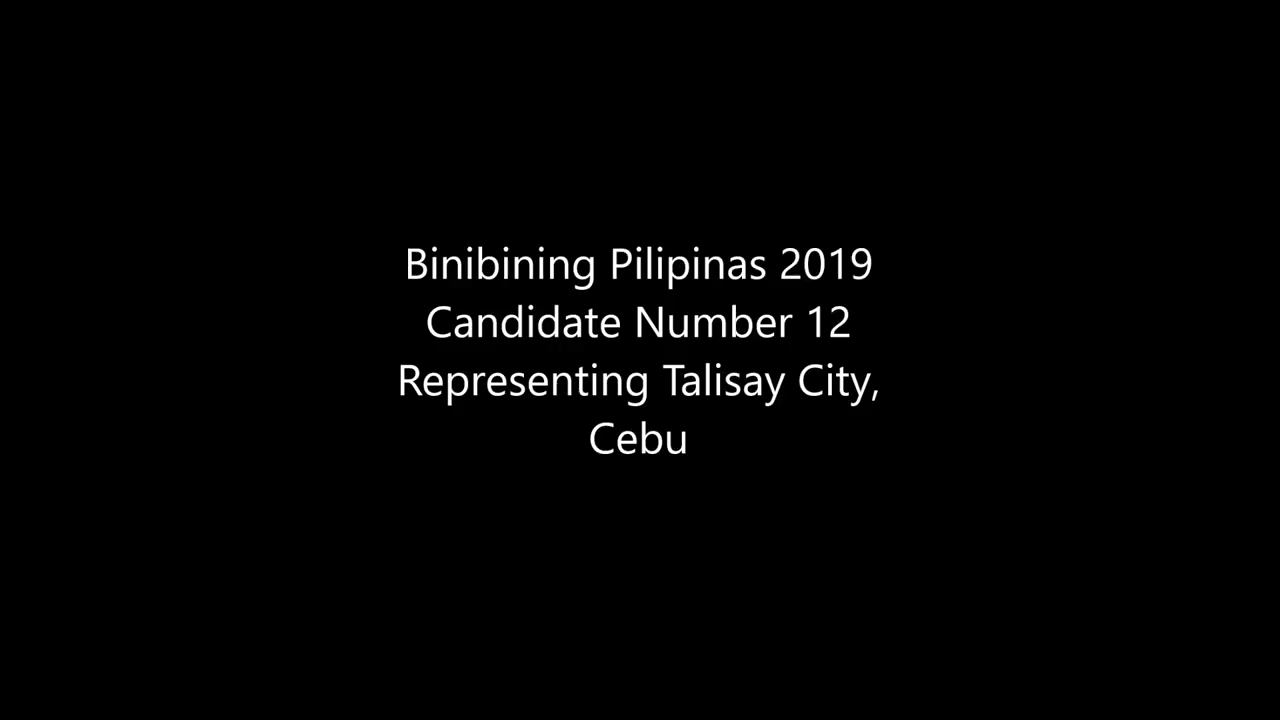 Binibining Pilipinas 2019
Candidate Number 12
Representing Talisay City,
Cebu